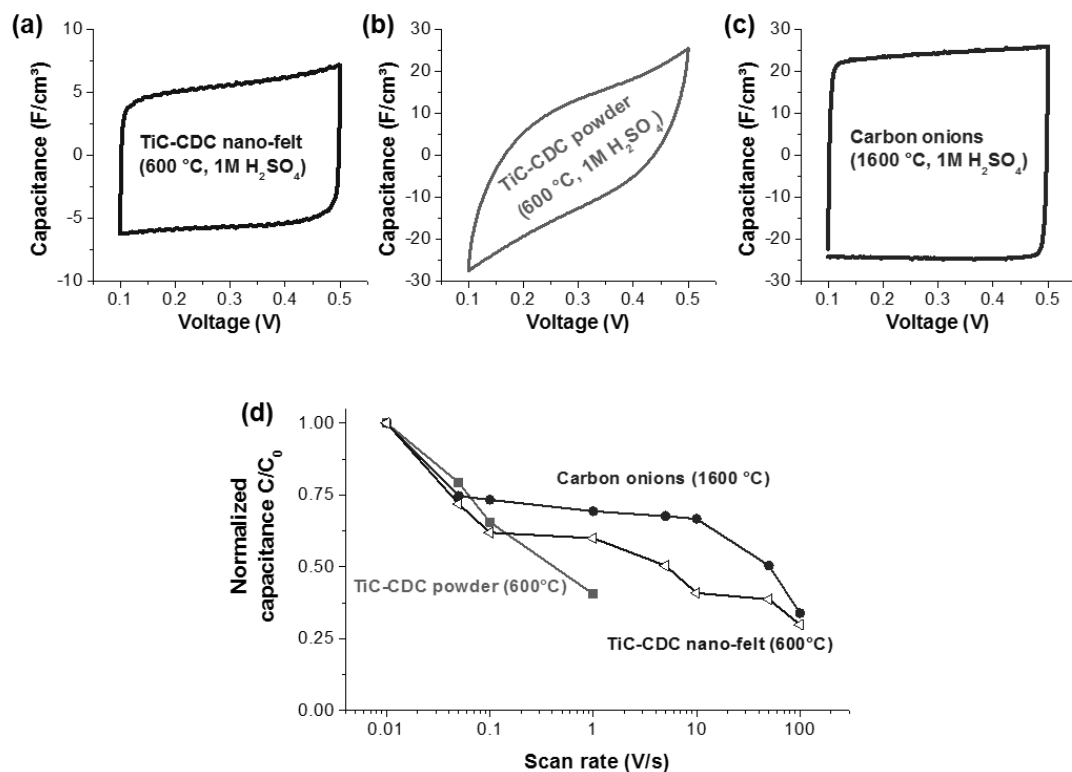 (a)
Capacitance (F/cm³)
10
5
0
-5
-10
0.1 0.2 0.3 0.4 0.5
Voltage (V)
TiC-CDC nano-felt
(600 °C, 1M H₂SO₄)
(b)
Capacitance (F/cm³)
30
20
10
0
-10
-20
-30
0.1 0.2 0.3 0.4 0.5
Voltage (V)
TiC-CDC powder
(600 °C, 1M H₂SO₄)
(c)
Capacitance (F/cm³)
30
20
10
0
-10
-20
-30
0.1 0.2 0.3 0.4 0.5
Voltage (V)
Carbon onions
(1600 °C, 1M H₂SO₄)
(d)
Normalized
capacitance C/C₀
1.00
0.75
0.50
0.25
0.00
0.01 0.1 1 10 100
Scan rate (V/s)
Carbon onions (1600 °C)
TiC-CDC powder (600°C)
TiC-CDC nano-felt (600°C)